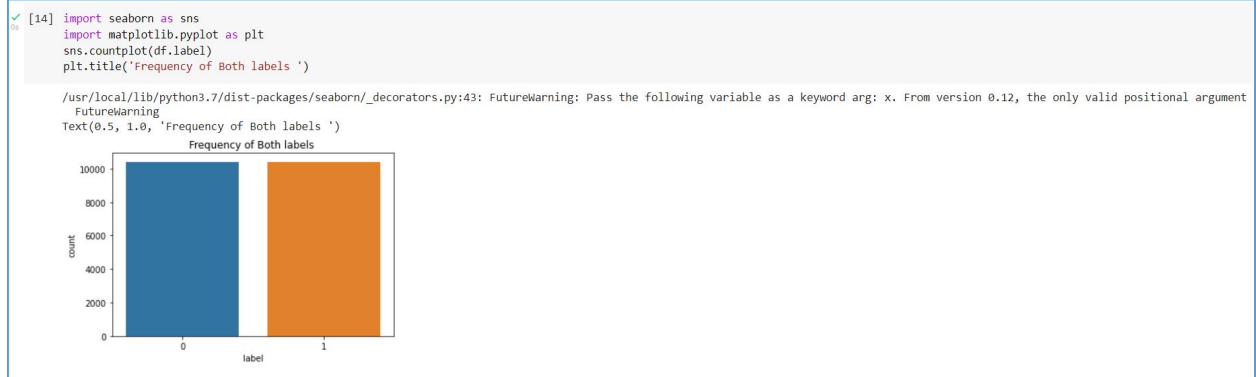 [14] import seaborn as sns
import matplotlib.pyplot as plt
sns.countplot(df.label)
plt.title('Frequency of Both labels ')
0s
/usr/local/lib/python3.7/dist-packages/seaborn/_decorators.py:43: FutureWarning: Pass the following variable as a keyword arg: x. From version 0.12, the only valid positional argument
FutureWarning
Text(0.5, 1.0, 'Frequency of Both labels ')
Frequency of Both labels
10000
8000
6000
4000
2000
0
count
0 1
label